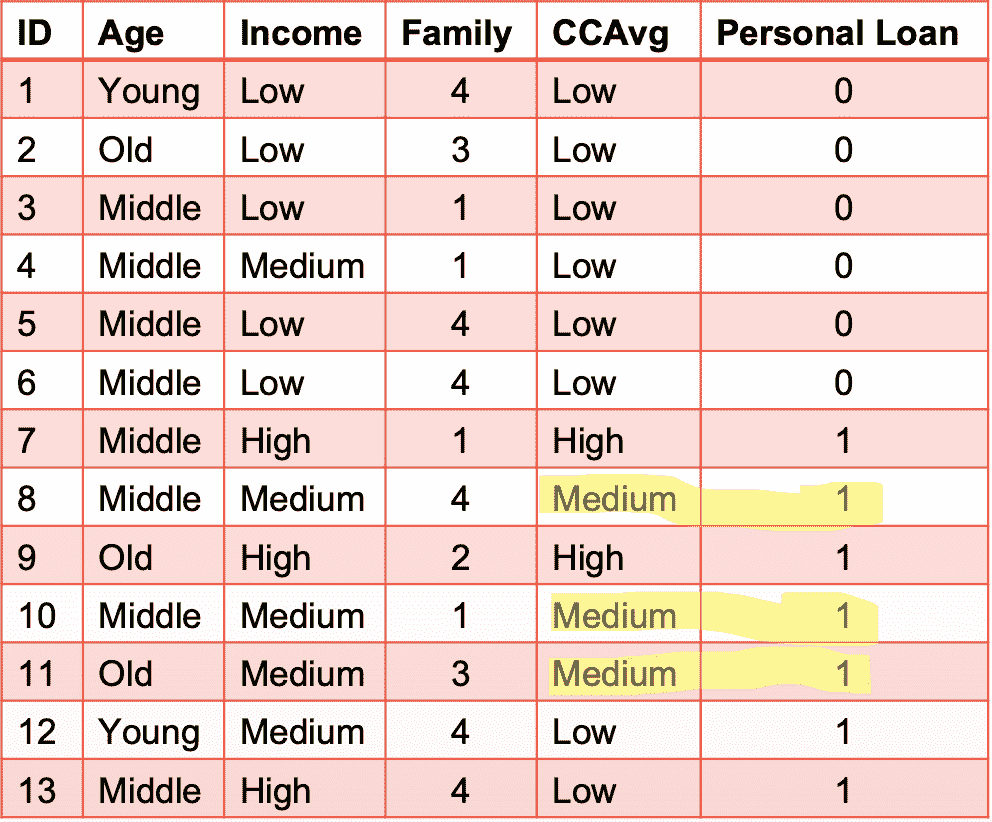 ID Age Income Family CCAvg Personal Loan
1 Young Low 4 Low 0
2 Old Low 3 Low 0
3 Middle Low 1 Low 0
4 Middle Medium 1 Low 0
5 Middle Low 4 Low 0
6 Middle Low 4 Low 0
7 Middle High 1 High 1
8 Middle Medium 4 Medium 1
9 Old High 2 High 1
10 Middle Medium 1 Medium 1
11 Old Medium 3 Medium 1
12 Young Medium 4 Low 1
13 Middle High 4 Low 1